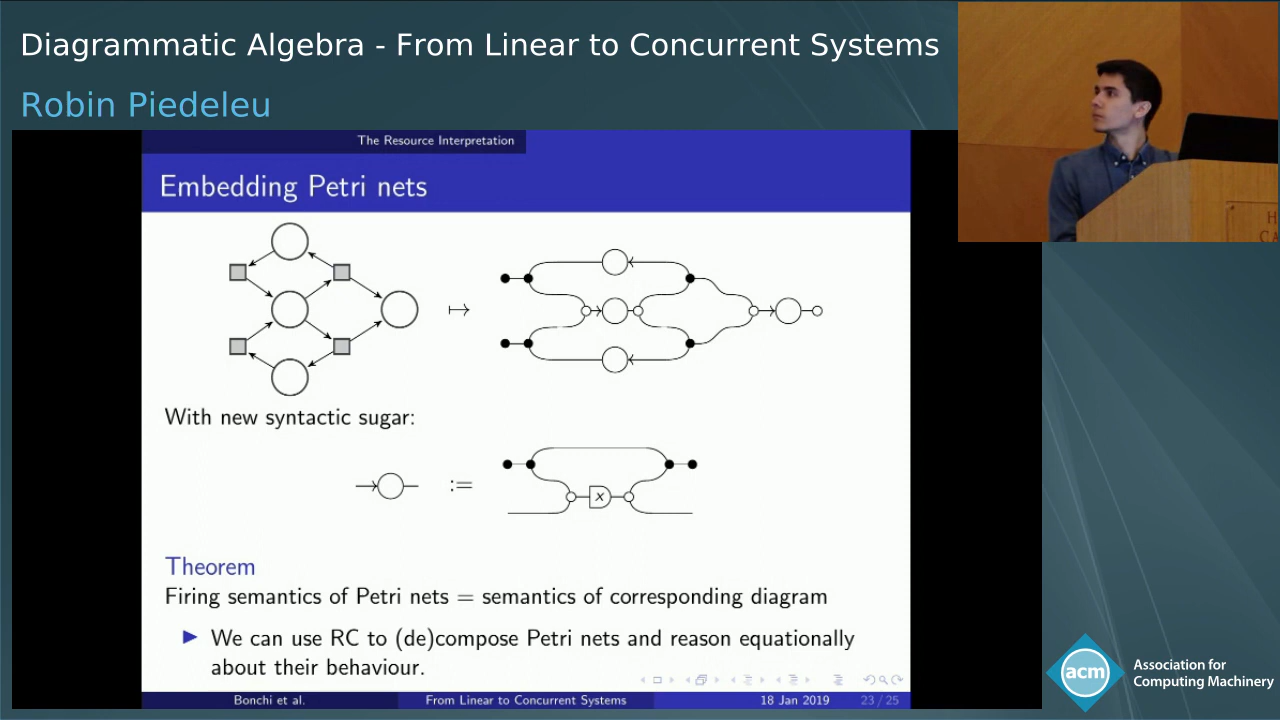 Diagrammatic Algebra - From Linear to Concurrent Systems
Robin Piedeleu
The Resource Interpretation
Embedding Petri nets
↦
With new syntactic sugar:
:=
x
Theorem
Firing semantics of Petri nets = semantics of corresponding diagram
▶ We can use RC to (de)compose Petri nets and reason equationally
about their behaviour.
Bonchi et al. From Linear to Concurrent Systems 18 Jan 2019 23 / 25
H
CA
acm
Association for
Computing Machinery